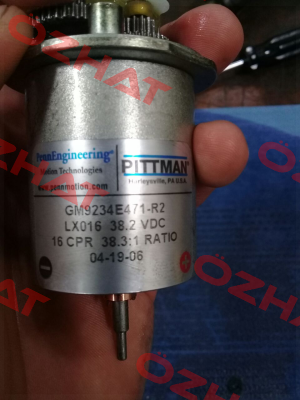 PennEngineering®
Motion Technologies
www.pennmotion.com
PITTMAN®
Harleysville, PA U.S.A.
GM9234E471-R2
LX016 38.2 VDC
16 CPR 38.3:1 RATIO
04-19-06
OZHAT
OZHAT
OZHAT
OZHAT